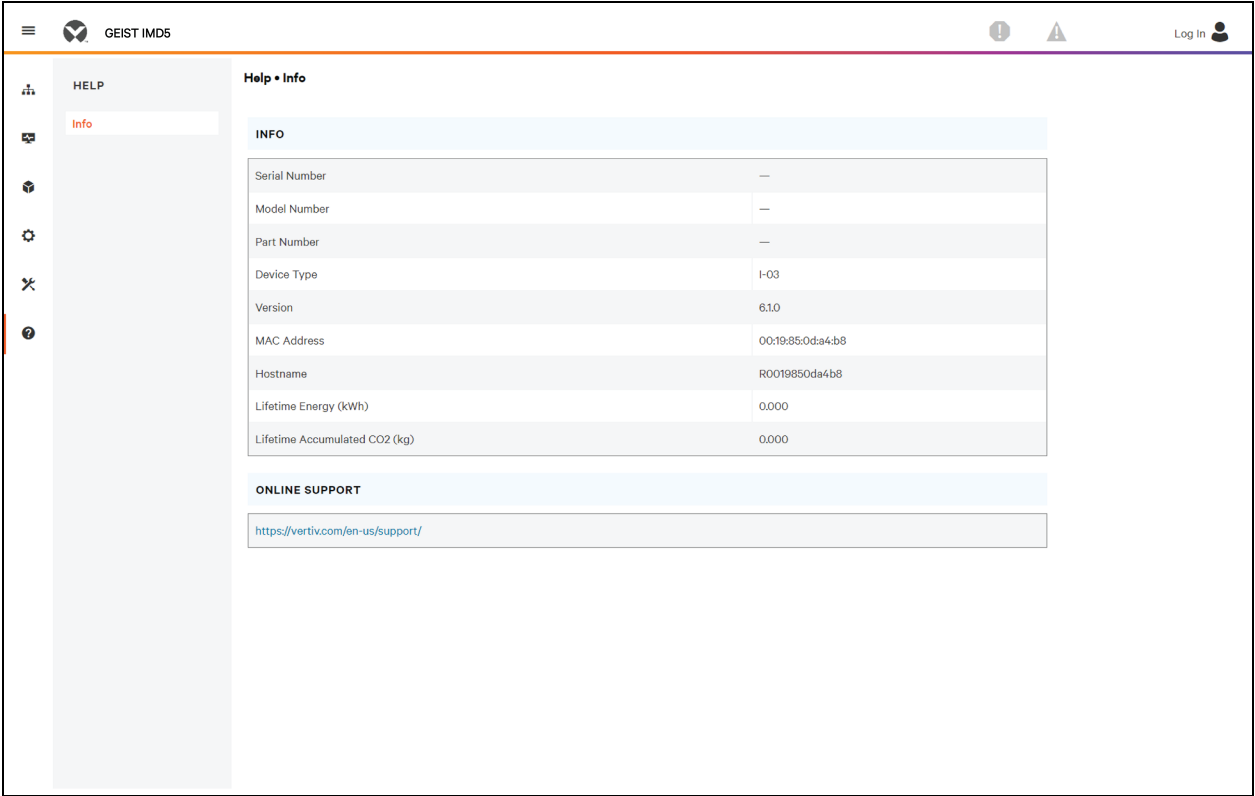 GEIST IMD5
Log In
HELP
Info
Help • Info
INFO
Serial Number —
Model Number —
Part Number —
Device Type I-03
Version 6.1.0
MAC Address 00:19:85:0d:a4:b8
Hostname R0019850da4b8
Lifetime Energy (kWh) 0.000
Lifetime Accumulated CO2 (kg) 0.000
ONLINE SUPPORT
https://vertiv.com/en-us/support/